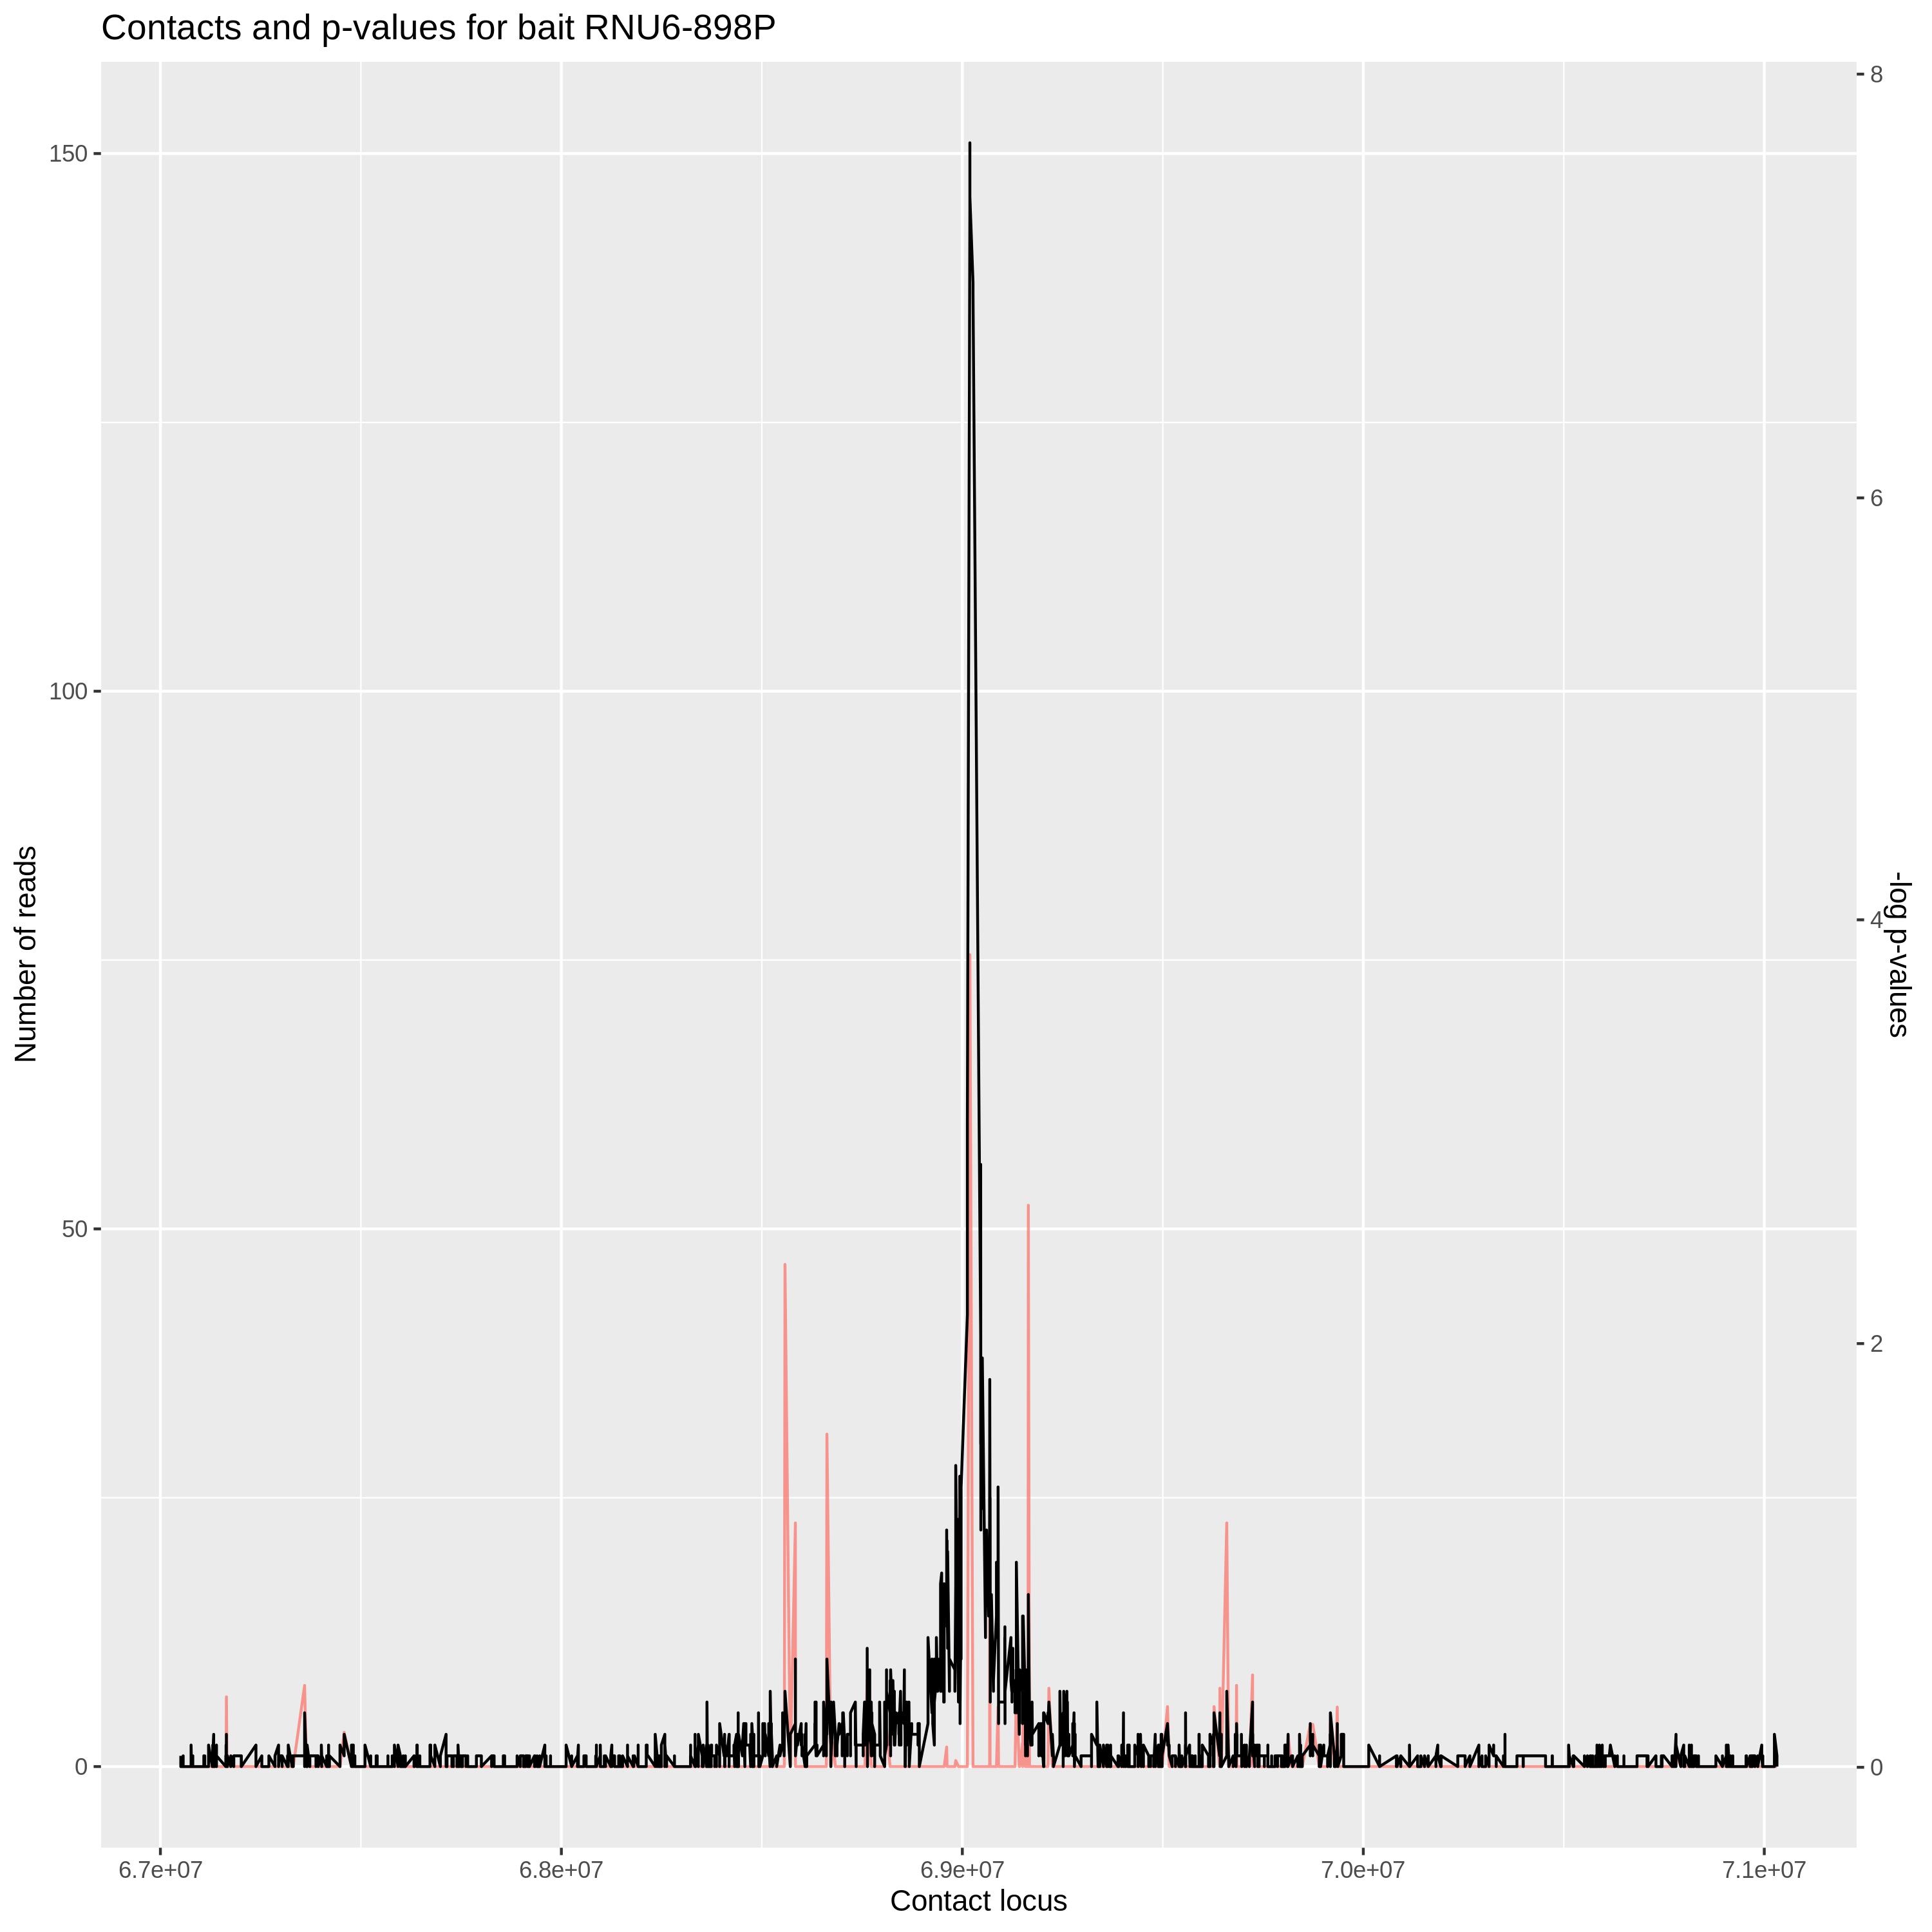 Contacts and p-values for bait RNU6-898P
150
100
50
0
Number of reads
8
6
4
2
0
-log p-values
6.7e+07
6.8e+07
6.9e+07
7.0e+07
7.1e+07
Contact locus